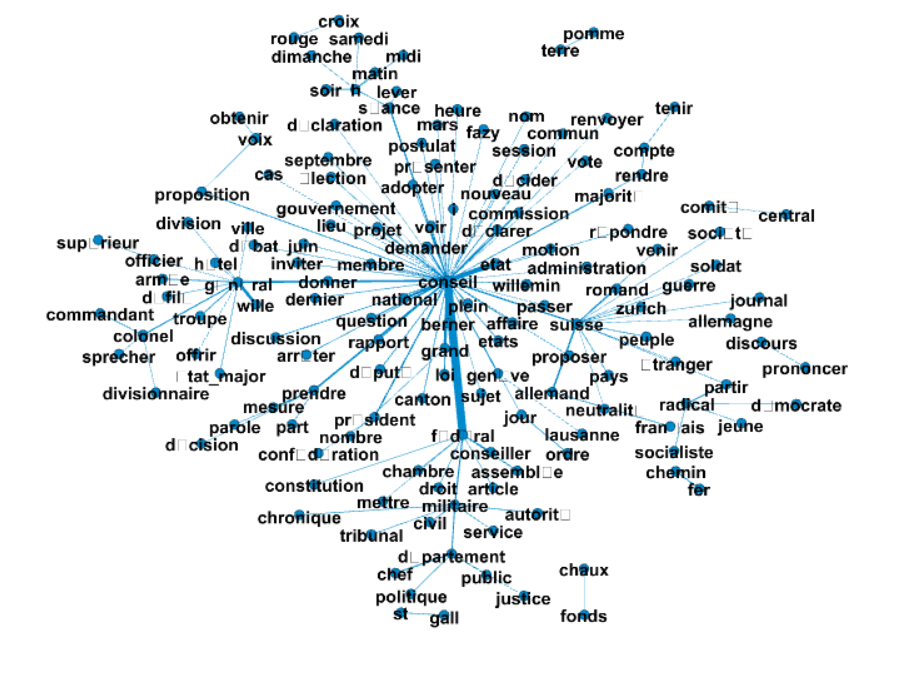 croix
rouge samedi
pomme
terre
dimanche midi
matin
soir h lever
s□ance heure
obtenir d□claration mars fazy nom commun renvoyer tenir
voix postulat session vote compte
septembre pr□senter
cas □lection adopter d□cider rendre
proposition nouveau majorit□
gouvernement i commission comit□ central
division ville lieu projet voir d□clarer r□pondre soci□t□
sup□rieur d□bat juin demander motion venir
officier h□tel inviter membre etat administration soldat
arm□e g□n□ral donner conseil willemin romand guerre
d□fil□ wille dernier national plein passer zurich journal
commandant troupe question berner affaire suisse allemagne
colonel discussion rapport etats peuple discours
sprecher offrir arr□ter grand proposer □tranger prononcer
□tat_major d□put□ loi gen□ve pays partir
divisionnaire prendre canton sujet allemand radical d□mocrate
mesure neutralit□
parole part pr□sident jour fran□ais jeune
d□cision nombre f□d□ral lausanne
conf□d□ration conseiller ordre socialiste
chambre assembl□e chemin
constitution droit article fer
mettre militaire
chronique civil autorit□
tribunal service
d□partement
chef public chaux
politique justice
st gall fonds